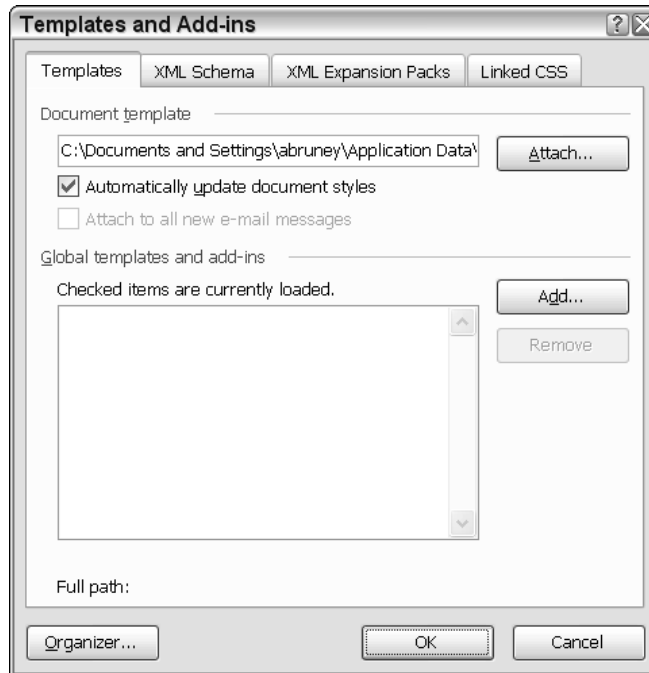 Templates and Add-ins
Templates XML Schema XML Expansion Packs Linked CSS
Document template
C:\Documents and Settings\abruney\Application Data\ Attach...
Automatically update document styles
Attach to all new e-mail messages
Global templates and add-ins
Checked items are currently loaded. Add...
Remove
Full path:
Organizer... OK Cancel